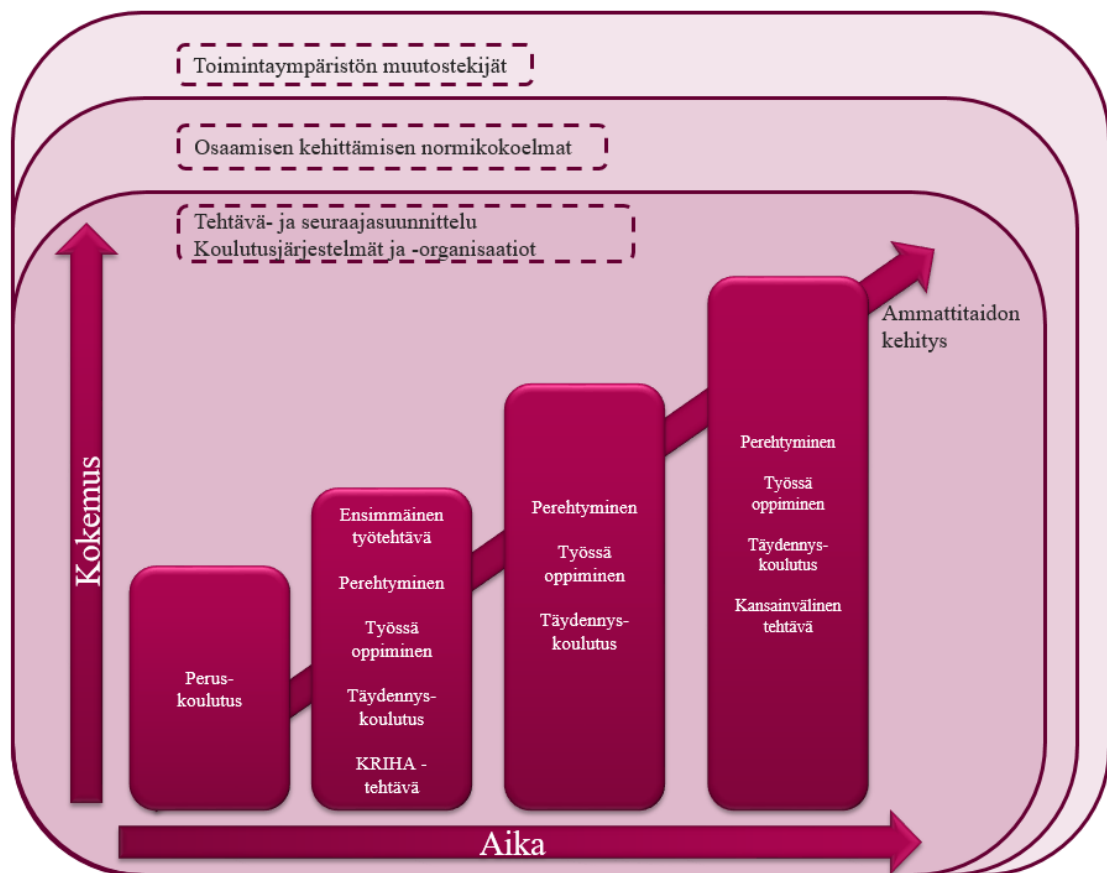 Toimintaympäristön muutostekijät
Osaamisen kehittämisen normikokoelmat
Tehtävä- ja seuraajasuunnittelu
Koulutusjärjestelmät ja -organisaatiot
Kokemus
Perus-
koulutus
Ensimmäinen
työtehtävä
Perehtyminen
Työssä
oppiminen
Täydennys-
koulutus
KRIHA -
tehtävä
Perehtyminen
Työssä
oppiminen
Täydennys-
koulutus
Perehtyminen
Työssä
oppiminen
Täydennys-
koulutus
Kansainvälinen
tehtävä
Ammattitaidon
kehitys
Aika